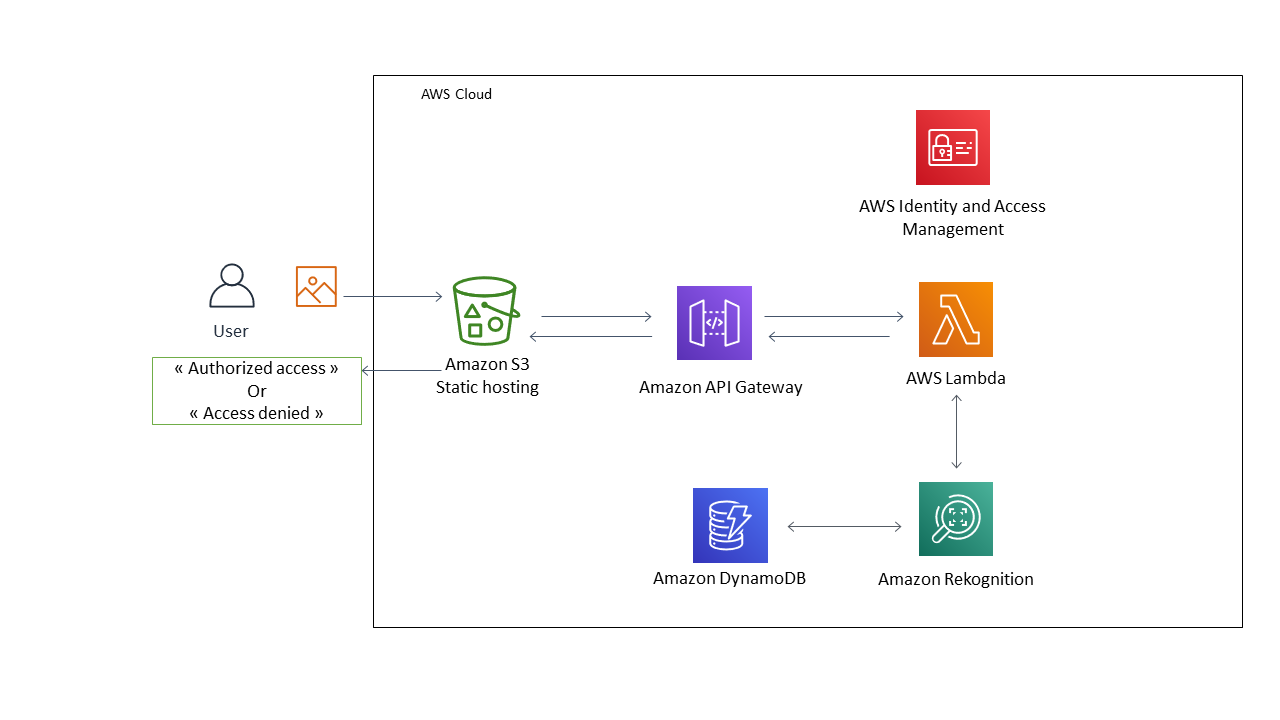 AWS Cloud
AWS Identity and Access
Management
User
« Authorized access »
Or
« Access denied »
Amazon S3
Static hosting
Amazon API Gateway
AWS Lambda
Amazon DynamoDB
Amazon Rekognition